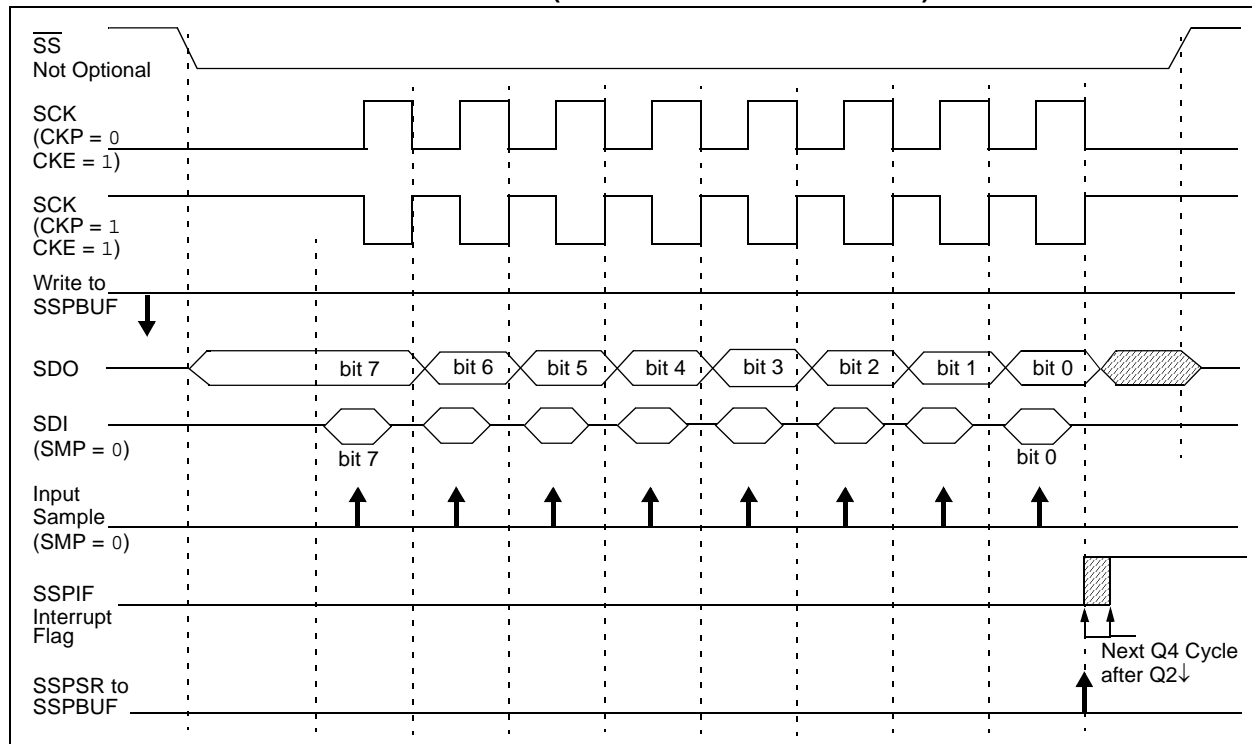 SS
Not Optional
SCK
(CKP = 0
CKE = 1)
SCK
(CKP = 1
CKE = 1)
Write to
SSPBUF
SDO
bit 7 bit 6 bit 5 bit 4 bit 3 bit 2 bit 1 bit 0
SDI
(SMP = 0)
bit 7 bit 0
Input
Sample
(SMP = 0)
SSPIF
Interrupt
Flag
Next Q4 Cycle
after Q2↓
SSPSR to
SSPBUF